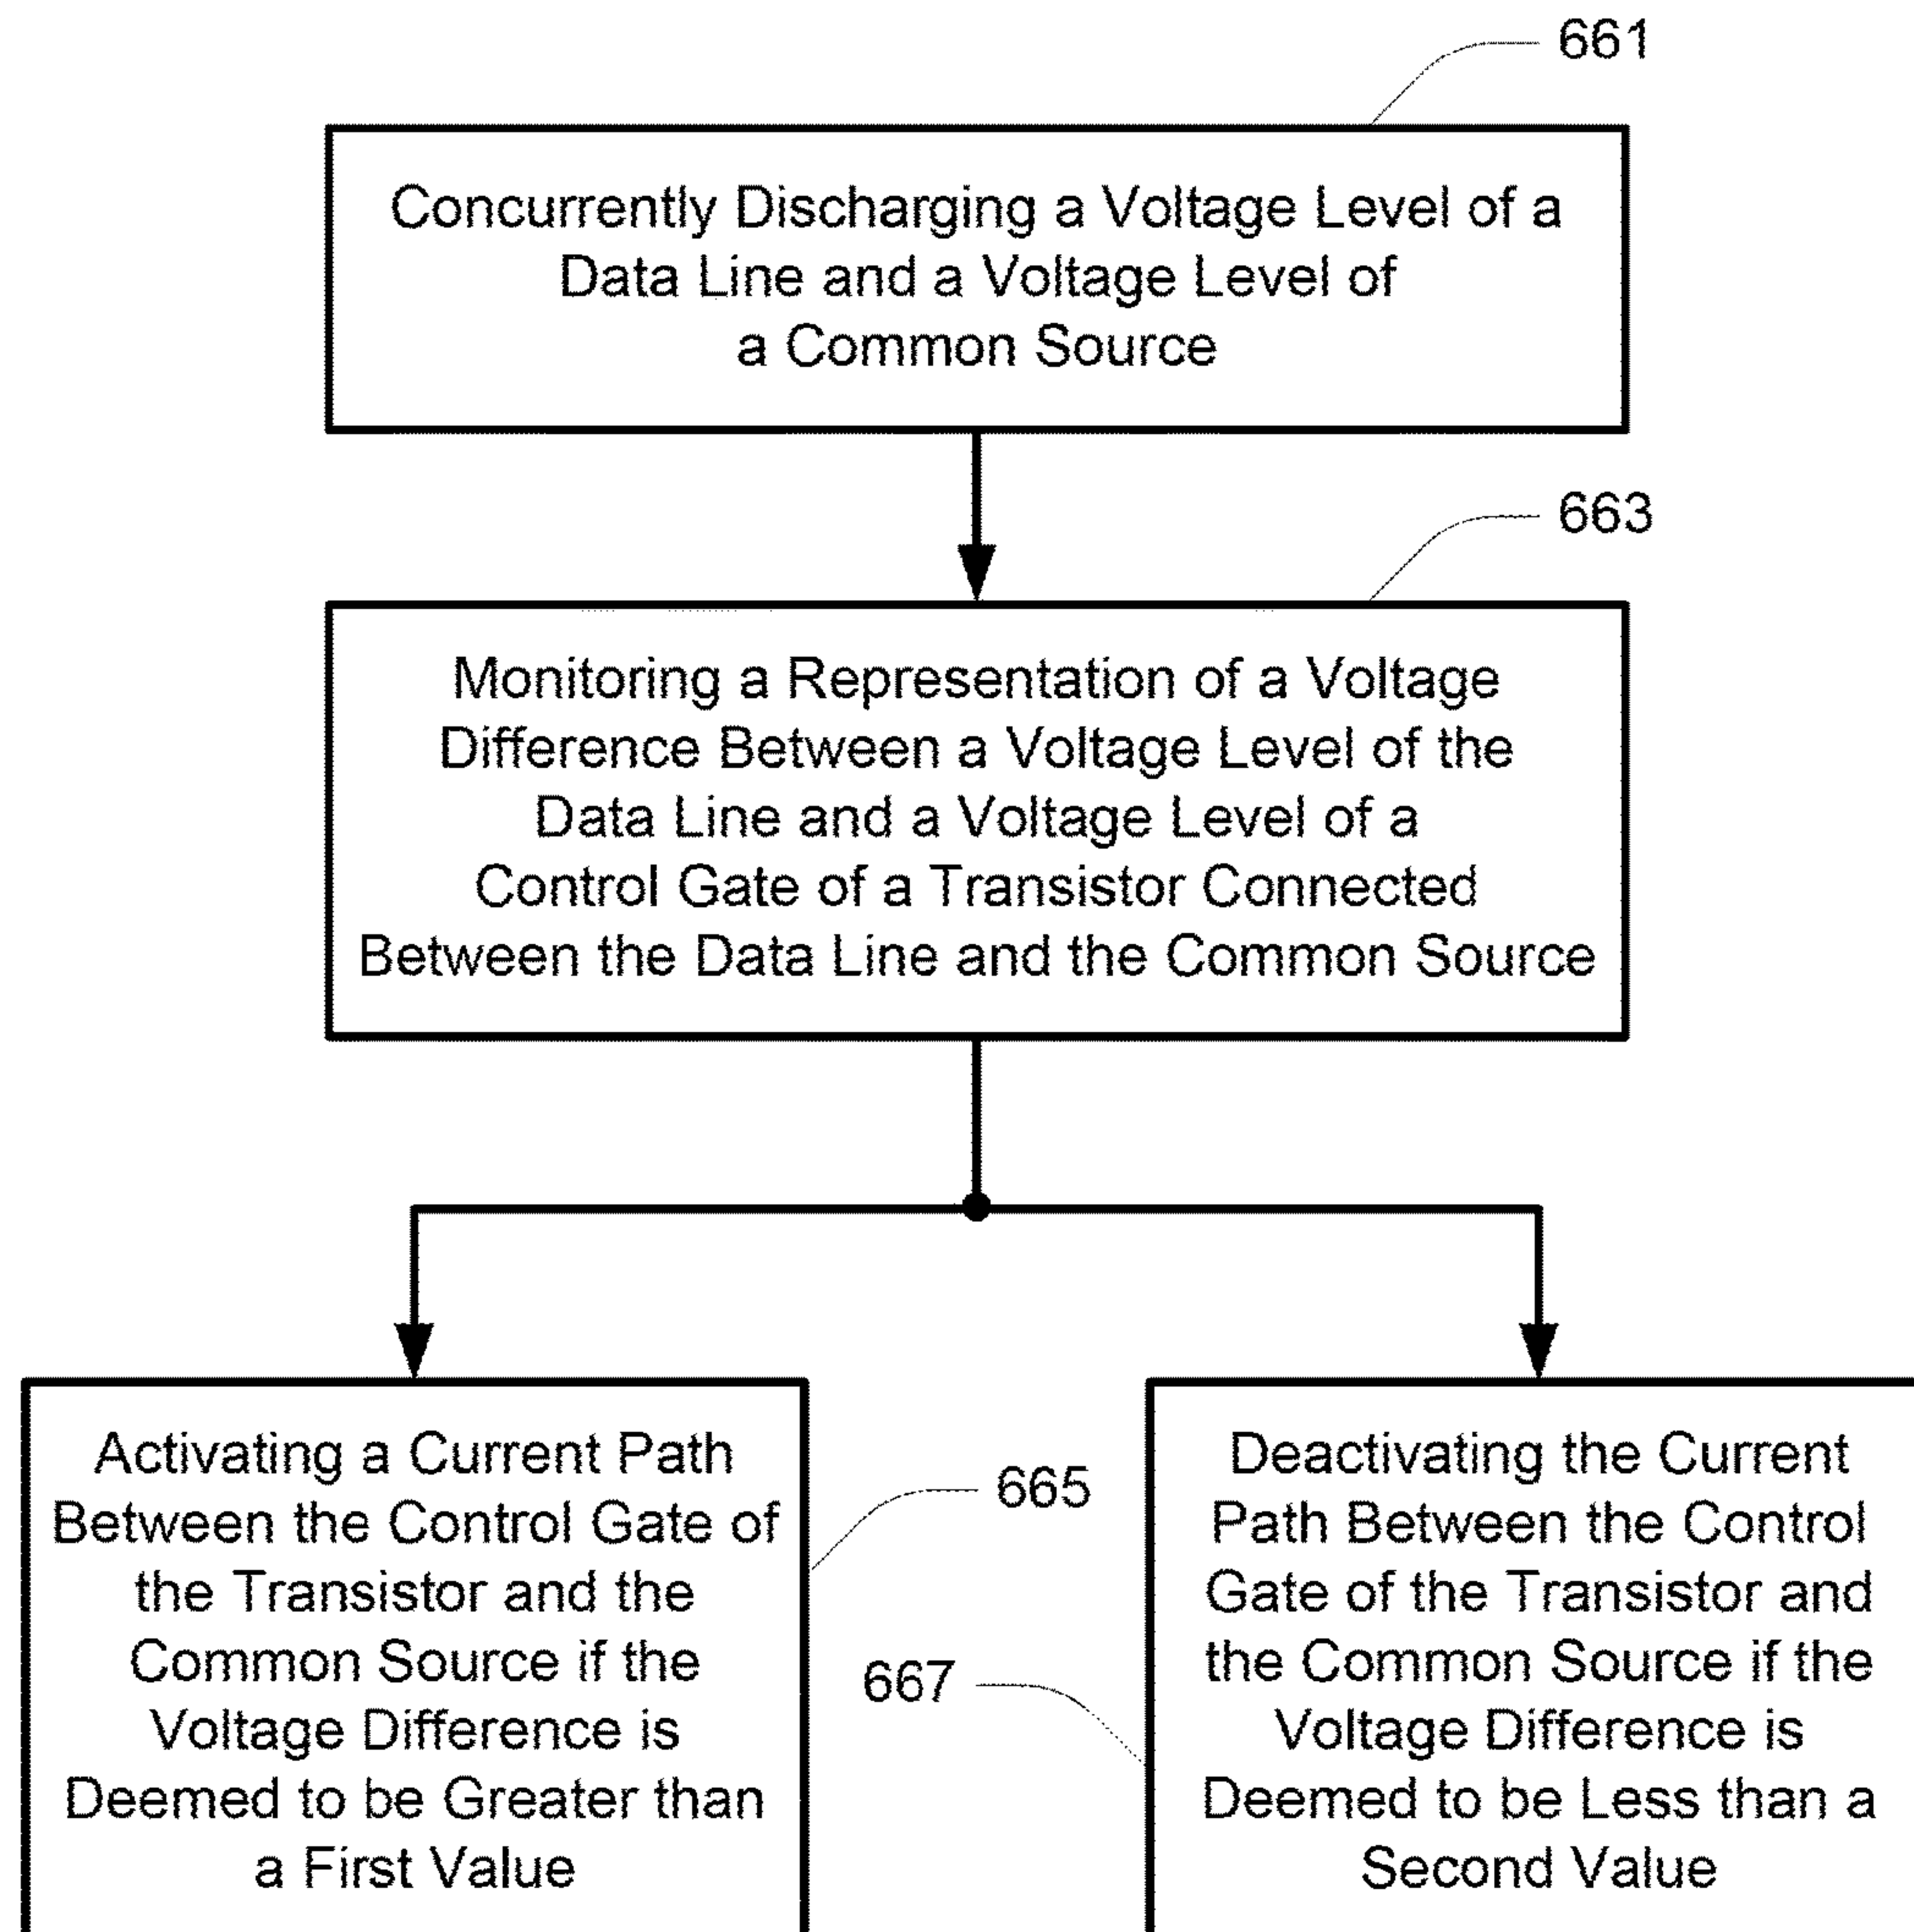 661
Concurrently Discharging a Voltage Level of a
Data Line and a Voltage Level of
a Common Source
663
Monitoring a Representation of a Voltage
Difference Between a Voltage Level of the
Data Line and a Voltage Level of a
Control Gate of a Transistor Connected
Between the Data Line and the Common Source
Activating a Current Path
Between the Control Gate of
the Transistor and the
Common Source if the
Voltage Difference is
Deemed to be Greater than
a First Value
665
667
Deactivating the Current
Path Between the Control
Gate of the Transistor and
the Common Source if the
Voltage Difference is
Deemed to be Less than a
Second Value